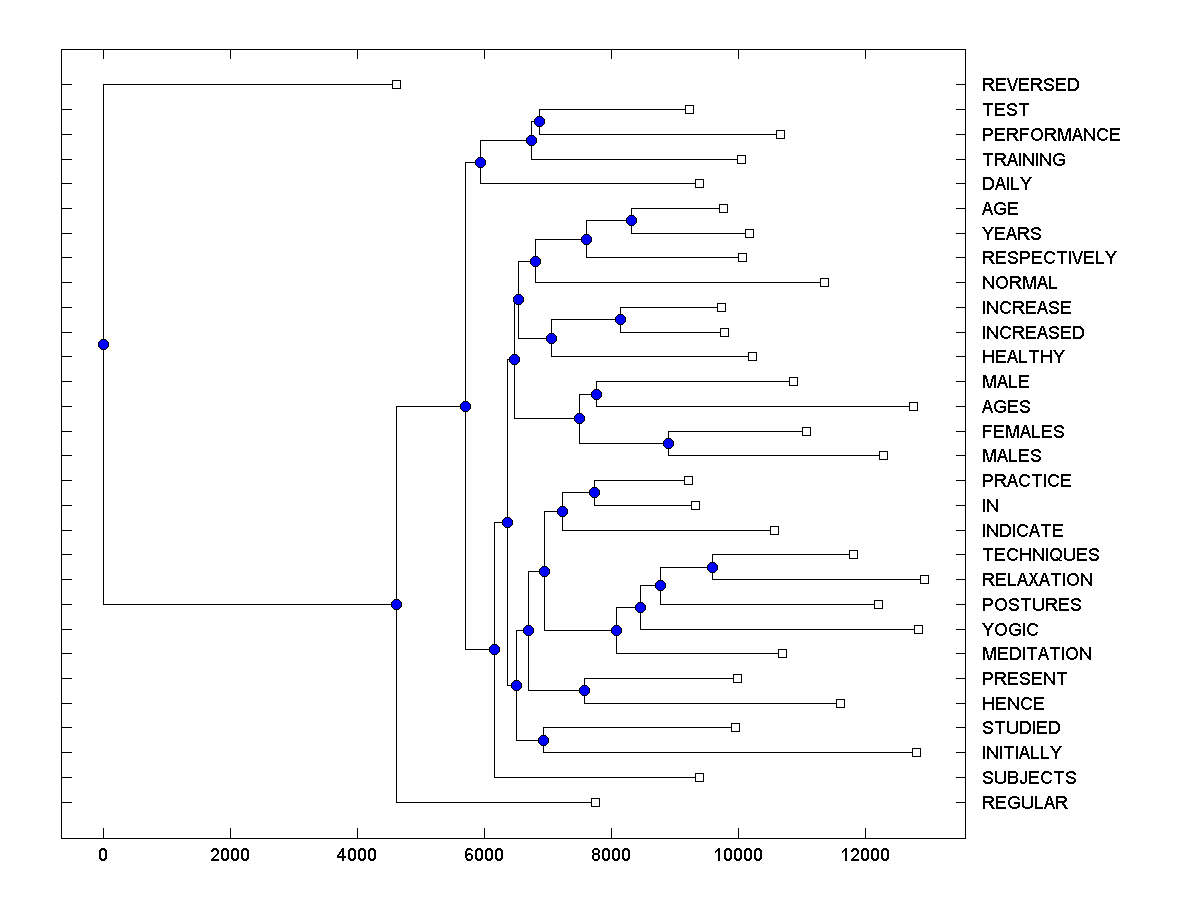 REVERSED
TEST
PERFORMANCE
TRAINING
DAILY
AGE
YEARS
RESPECTIVELY
NORMAL
INCREASE
INCREASED
HEALTHY
MALE
AGES
FEMALES
MALES
PRACTICE
IN
INDICATE
TECHNIQUES
RELAXATION
POSTURES
YOGIC
MEDITATION
PRESENT
HENCE
STUDIED
INITIALLY
SUBJECTS
REGULAR
0 2000 4000 6000 8000 10000 12000